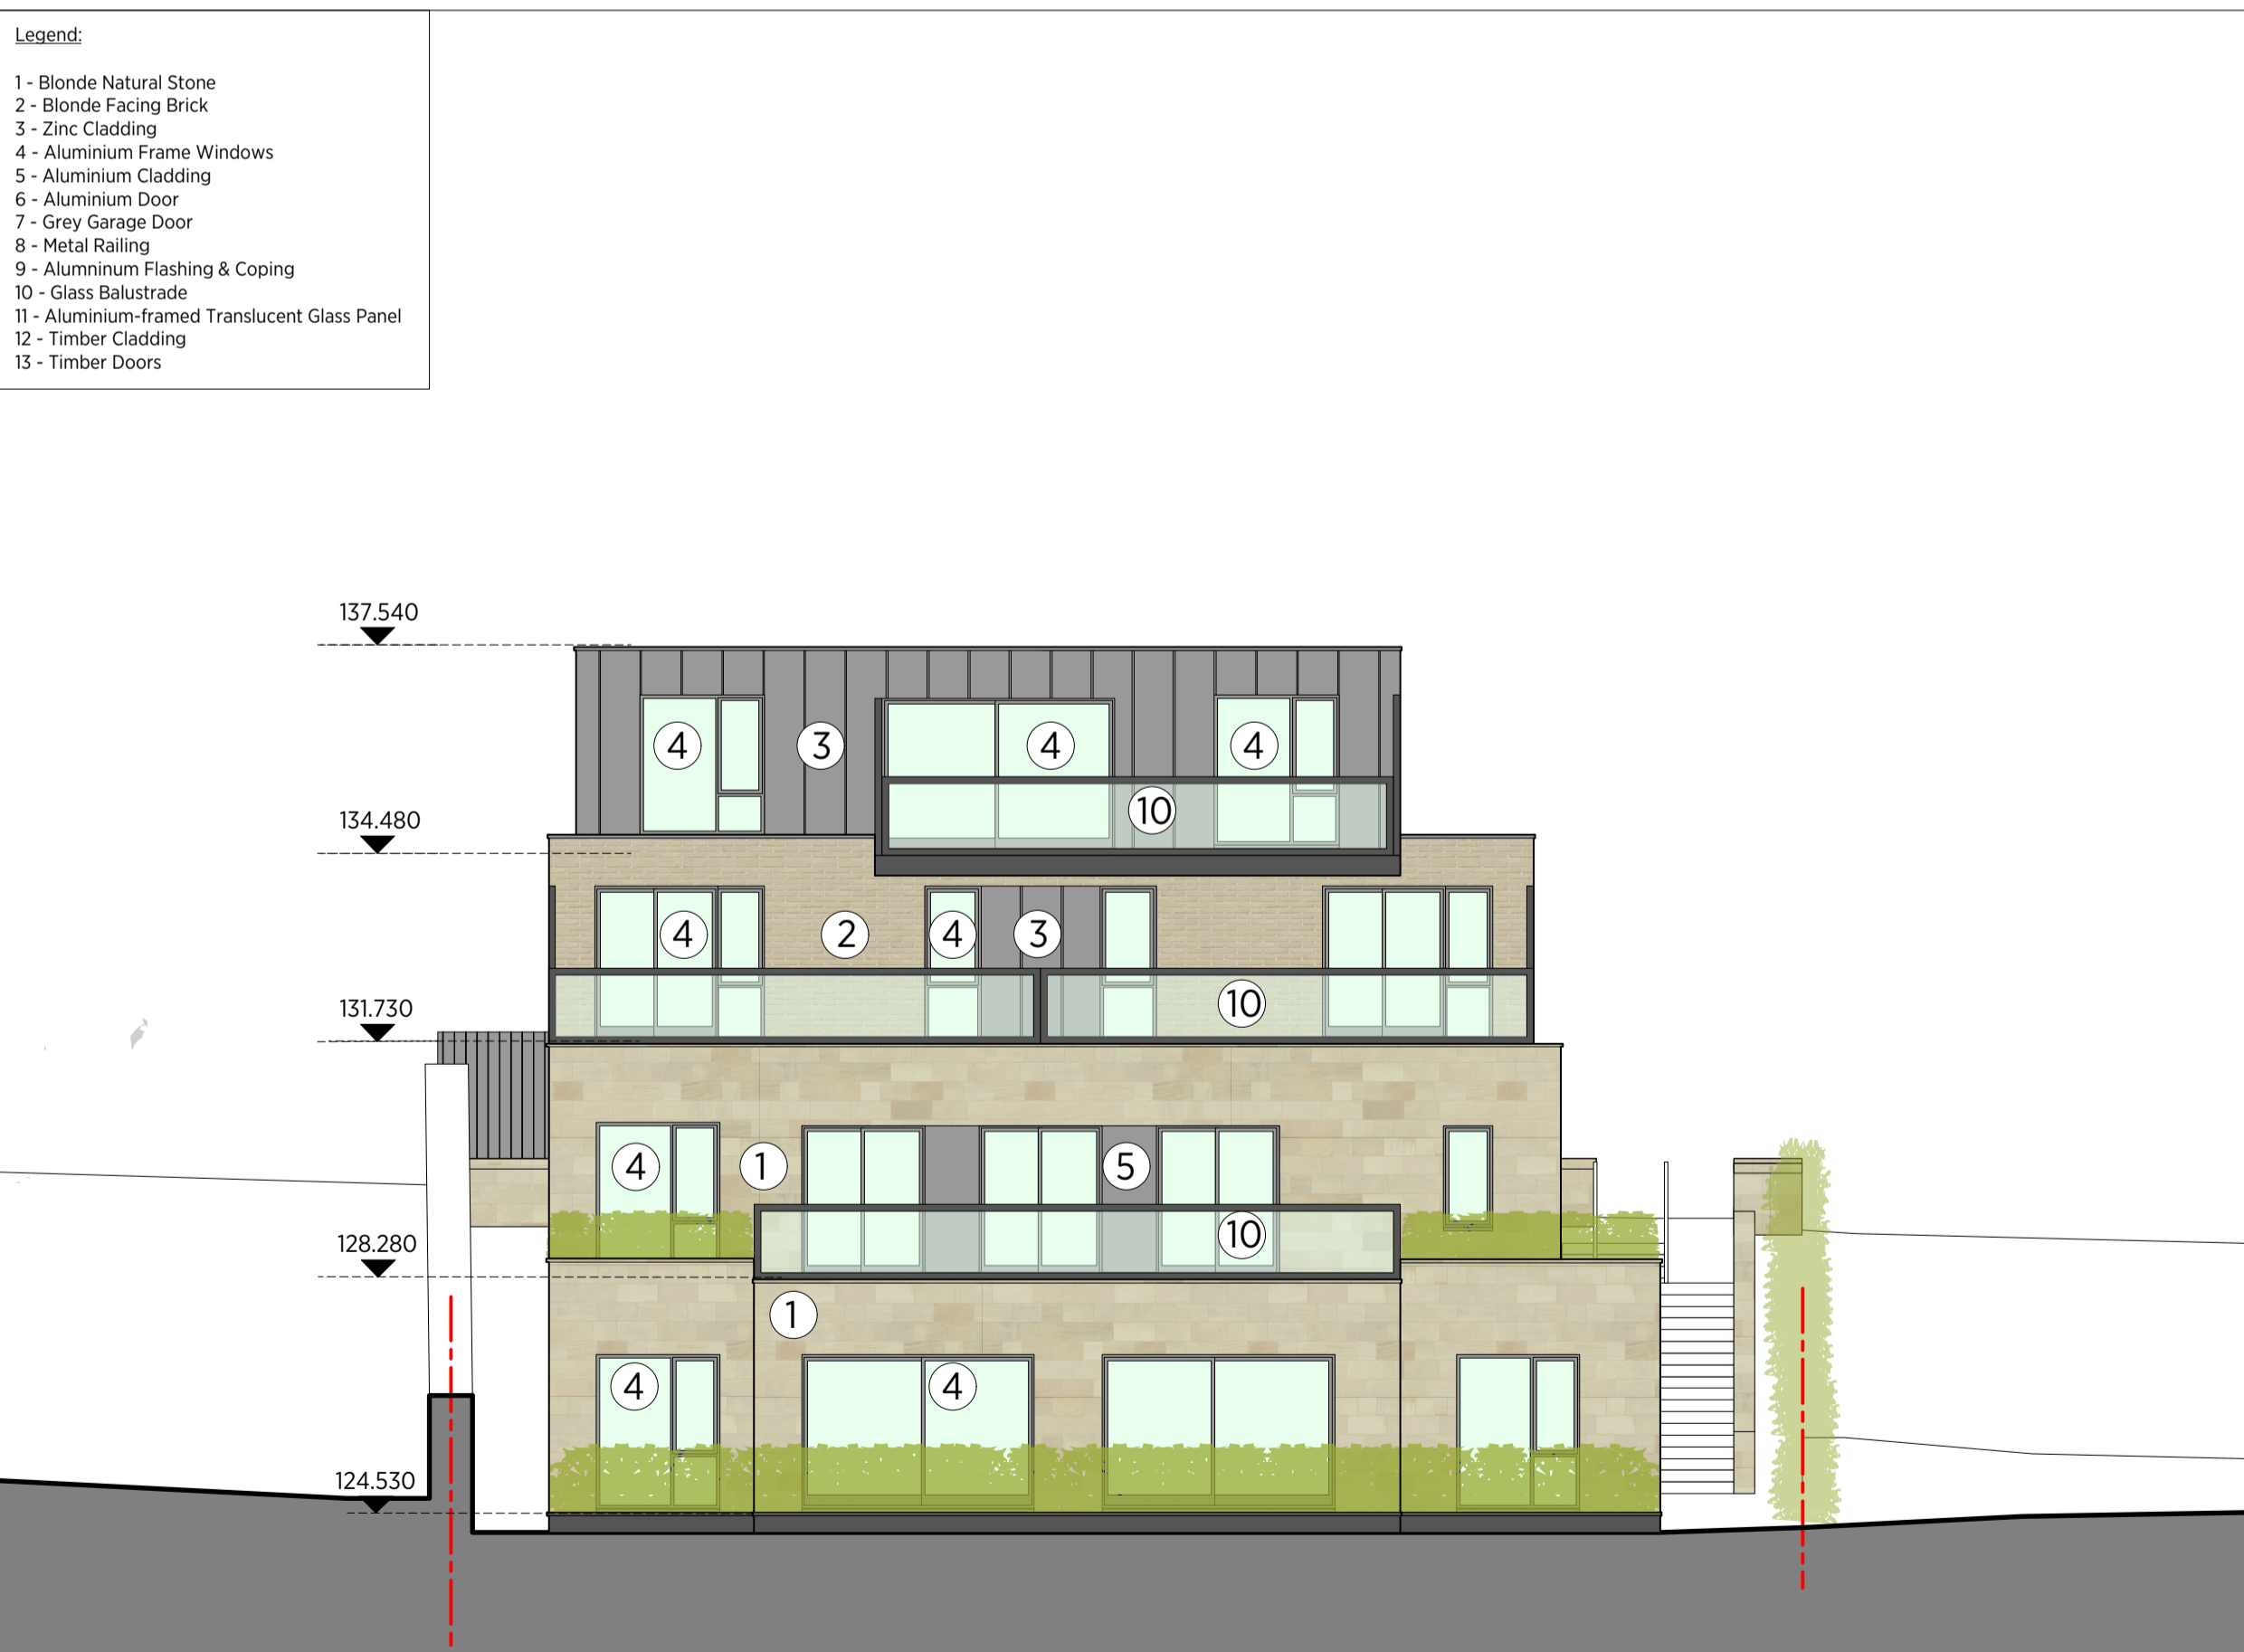 Legend:
1 - Blonde Natural Stone
2 - Blonde Facing Brick
3 - Zinc Cladding
4 - Aluminium Frame Windows
5 - Aluminium Cladding
6 - Aluminium Door
7 - Grey Garage Door
8 - Metal Railing
9 - Alumninum Flashing & Coping
10 - Glass Balustrade
11 - Aluminium-framed Translucent Glass Panel
12 - Timber Cladding
13 - Timber Doors
137.540
4 3 4 4
10
134.480
4 2 4 3
10
131.730
4 1 5
10
128.280
1
4 4
124.530